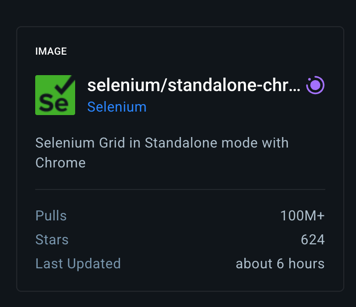 IMAGE
Se
selenium/standalone-chr...
Selenium
Selenium Grid in Standalone mode with
Chrome
Pulls 100M+
Stars 624
Last Updated about 6 hours